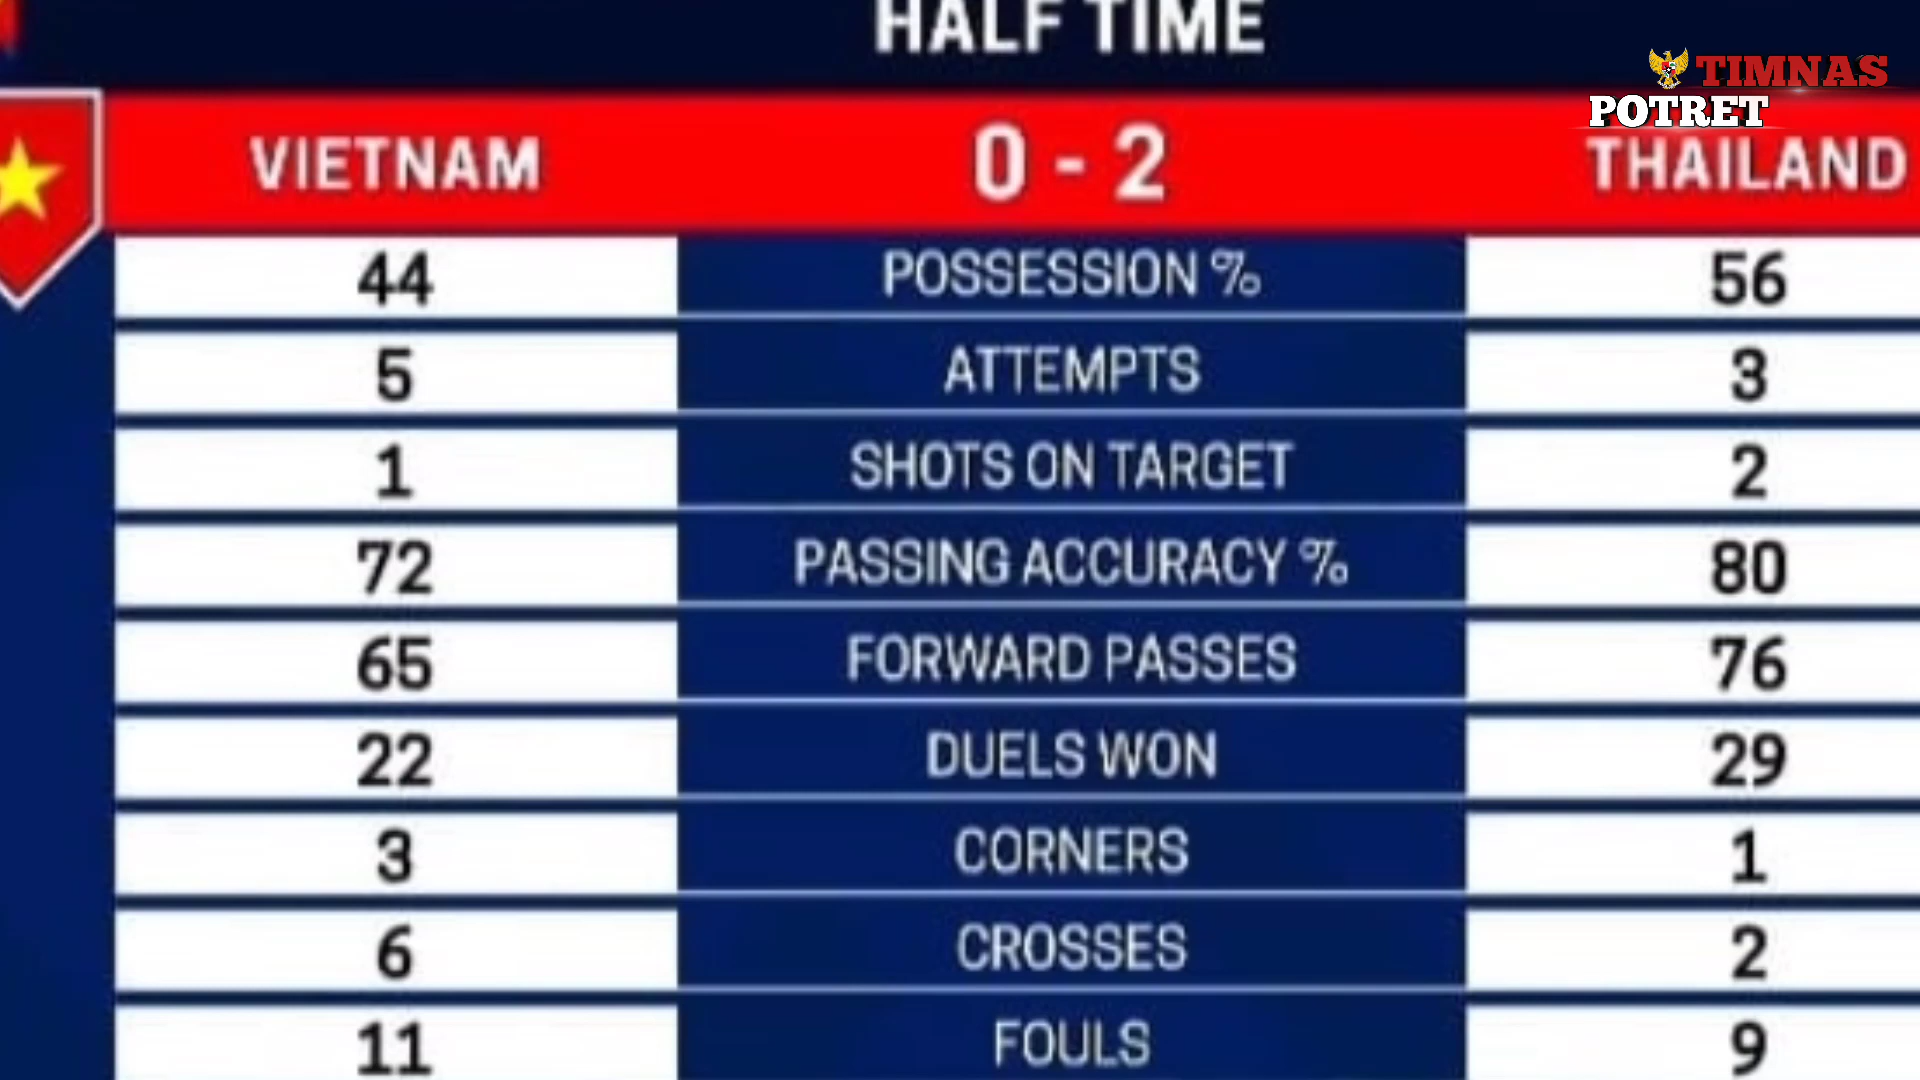 HALF TIME
TIMNAS
POTRET
VIETNAM 0 - 2 THAILAND
44 POSSESSION % 56
5 ATTEMPTS 3
1 SHOTS ON TARGET 2
72 PASSING ACCURACY % 80
65 FORWARD PASSES 76
22 DUELS WON 29
3 CORNERS 1
6 CROSSES 2
11 FOULS 9